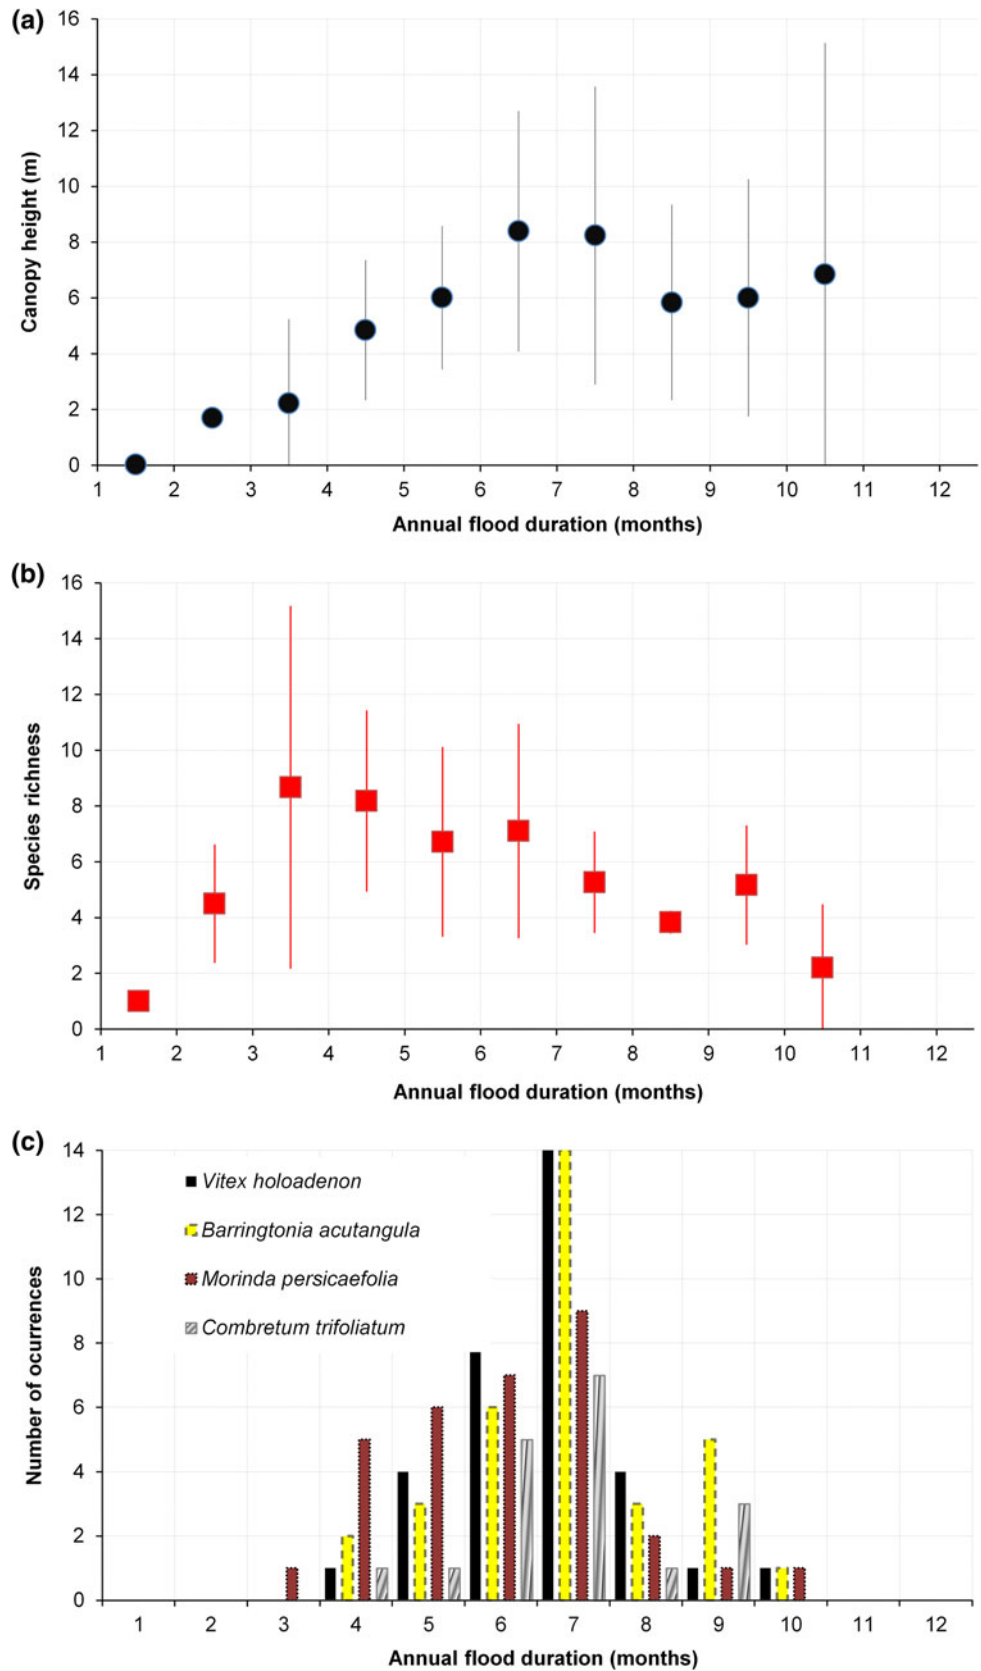 (a)
16
14
12
10
8
6
4
2
0
Canopy height (m)
1 2 3 4 5 6 7 8 9 10 11 12
Annual flood duration (months)
(b)
16
14
12
10
8
6
4
2
0
Species richness
1 2 3 4 5 6 7 8 9 10 11 12
Annual flood duration (months)
(c)
14
12
10
8
6
4
2
0
Number of ocurrences
Vitex holoadenon
Barringtonia acutangula
Morinda persicaefolia
Combretum trifoliatum
1 2 3 4 5 6 7 8 9 10 11 12
Annual flood duration (months)